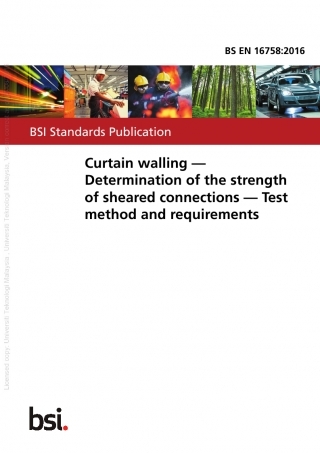 BS EN 16758:2016
BSI Standards Publication
Curtain walling —
Determination of the strength
of sheared connections — Test
method and requirements
bsi.
Licensed copy: Universiti Teknologi Malaysia, Universiti Teknologi Malaysia, Version